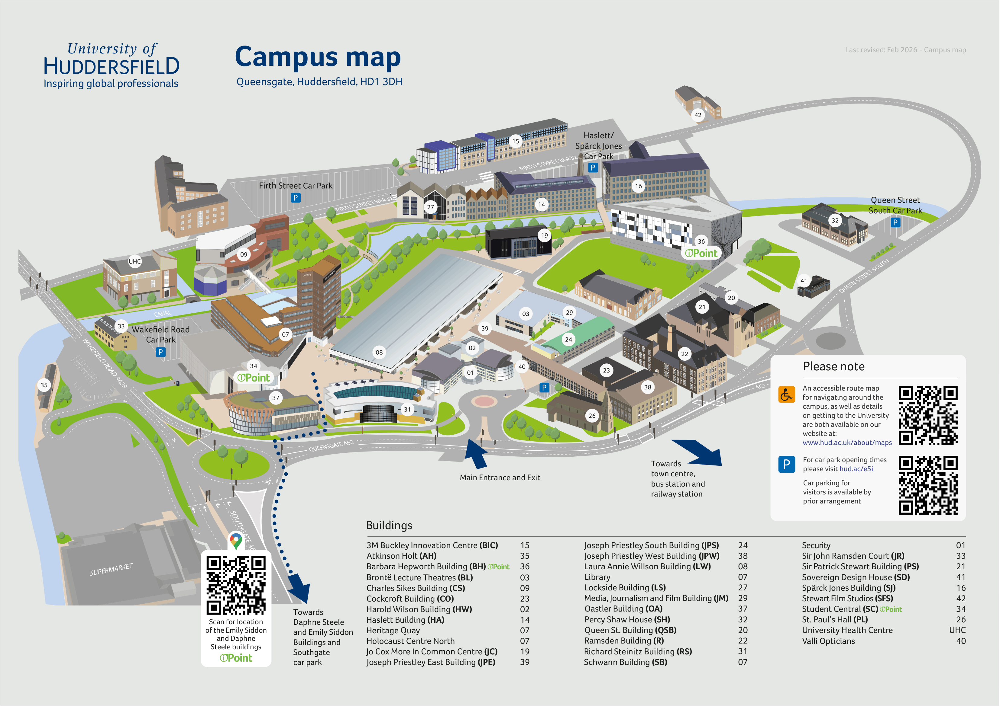 University of
HUDDERSFIELD
Inspiring global professionals
Campus map
Queensgate, Huddersfield, HD1 3DH
Last revised: Feb 2026 - Campus map
42
15
Haslett/
Spärck Jones
Car Park
P
FIRTH STREET B6432
Firth Street Car Park
P
FIRTH STREET B6432
27
14
16
Queen Street
South Car Park
P
32
19
36
iPoint
09
UHC
University
University
41
QUEEN STREET SOUTH
20
21
CANAL
33
Wakefield Road
Car Park
P
07
03
29
39
24
08
02
22
WAKEFIELD ROAD A629
34
iPoint
01
40
23
35
P
38
37
31
26
A62
QUEENSGATE A62
Main Entrance and Exit
Towards
town centre,
bus station and
railway station
Please note
An accessible route map
for navigating around the
campus, as well as details
on getting to the University
are both available on our
website at:
www.hud.ac.uk/about/maps
P
For car park opening times
please visit hud.ac/e5i
Car parking for
visitors is available by
prior arrangement
SOUTHGATE
SUPERMARKET
Scan for location
of the Emily Siddon
and Daphne
Steele buildings
iPoint
Towards
Daphne Steele
and Emily Siddon
Buildings and
Southgate
car park
Buildings
3M Buckley Innovation Centre (BIC) 15
Atkinson Holt (AH) 35
Barbara Hepworth Building (BH) iPoint 36
Brontë Lecture Theatres (BL) 03
Charles Sikes Building (CS) 09
Cockcroft Building (CO) 23
Harold Wilson Building (HW) 02
Haslett Building (HA) 14
Heritage Quay 07
Holocaust Centre North 07
Jo Cox More In Common Centre (JC) 19
Joseph Priestley East Building (JPE) 39
Joseph Priestley South Building (JPS) 24
Joseph Priestley West Building (JPW) 38
Laura Annie Willson Building (LW) 08
Library 07
Lockside Building (LS) 27
Media, Journalism and Film Building (JM) 29
Oastler Building (OA) 37
Percy Shaw House (SH) 32
Queen St. Building (QSB) 20
Ramsden Building (R) 22
Richard Steinitz Building (RS) 31
Schwann Building (SB) 07
Security 01
Sir John Ramsden Court (JR) 33
Sir Patrick Stewart Building (PS) 21
Sovereign Design House (SD) 41
Spärck Jones Building (SJ) 16
Stewart Film Studios (SFS) 42
Student Central (SC) iPoint 34
St. Paul's Hall (PL) 26
University Health Centre UHC
Valli Opticians 40